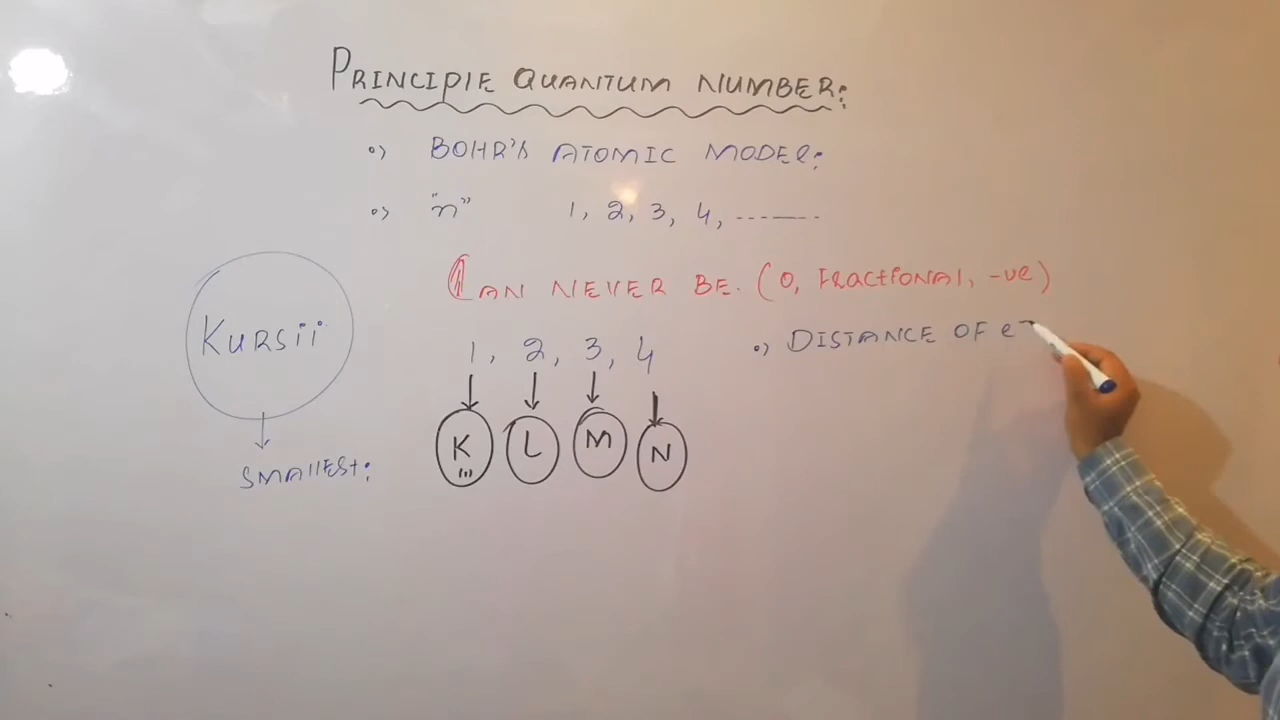 PRINCIPLE QUANTUM NUMBER:
BOHR'S ATOMIC MODEL:
"n" 1, 2, 3, 4, -------
CAN NEVER BE. (0, FRACTIONAL, -ve)
KURSII
1, 2, 3, 4
DISTANCE OF e-
K L M N
(1)
SMALLEST: